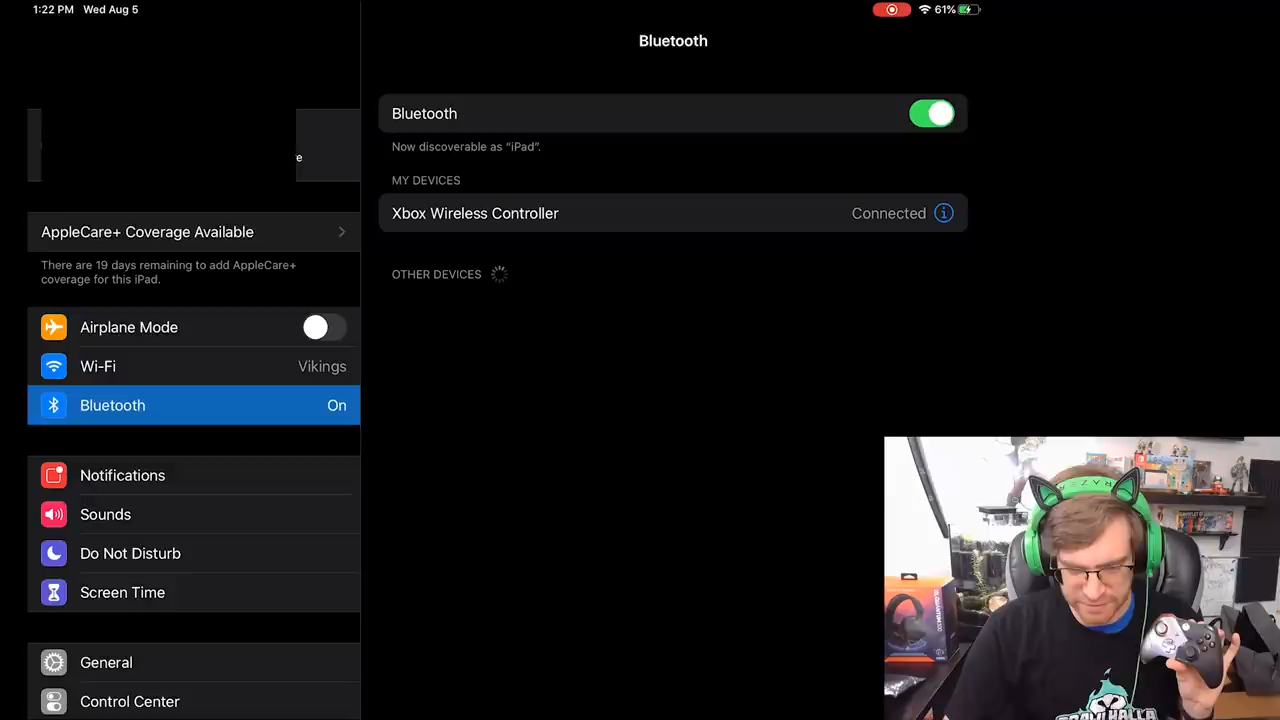 1:22 PM Wed Aug 5
61%
Bluetooth
Bluetooth
Now discoverable as “iPad”.
MY DEVICES
Xbox Wireless Controller
Connected
OTHER DEVICES
e
AppleCare+ Coverage Available
There are 19 days remaining to add AppleCare+
coverage for this iPad.
Airplane Mode
Wi-Fi
Vikings
Bluetooth
On
Notifications
Sounds
Do Not Disturb
Screen Time
General
Control Center
RAZER
BRAWLHALLA